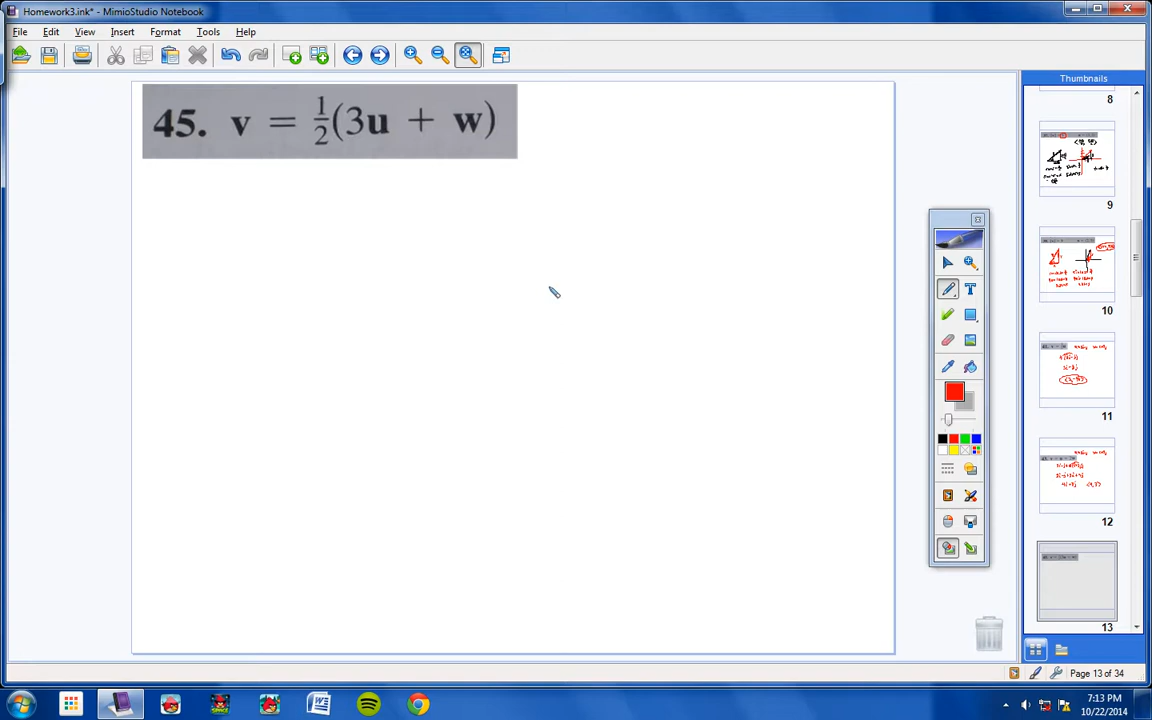 Homework3.ink* - MimioStudio Notebook
File Edit View Insert Format Tools Help
45. v = ½(3u + w)
Thumbnails
8
9
10
11
12
13
Page 13 of 34
7:13 PM
10/22/2014